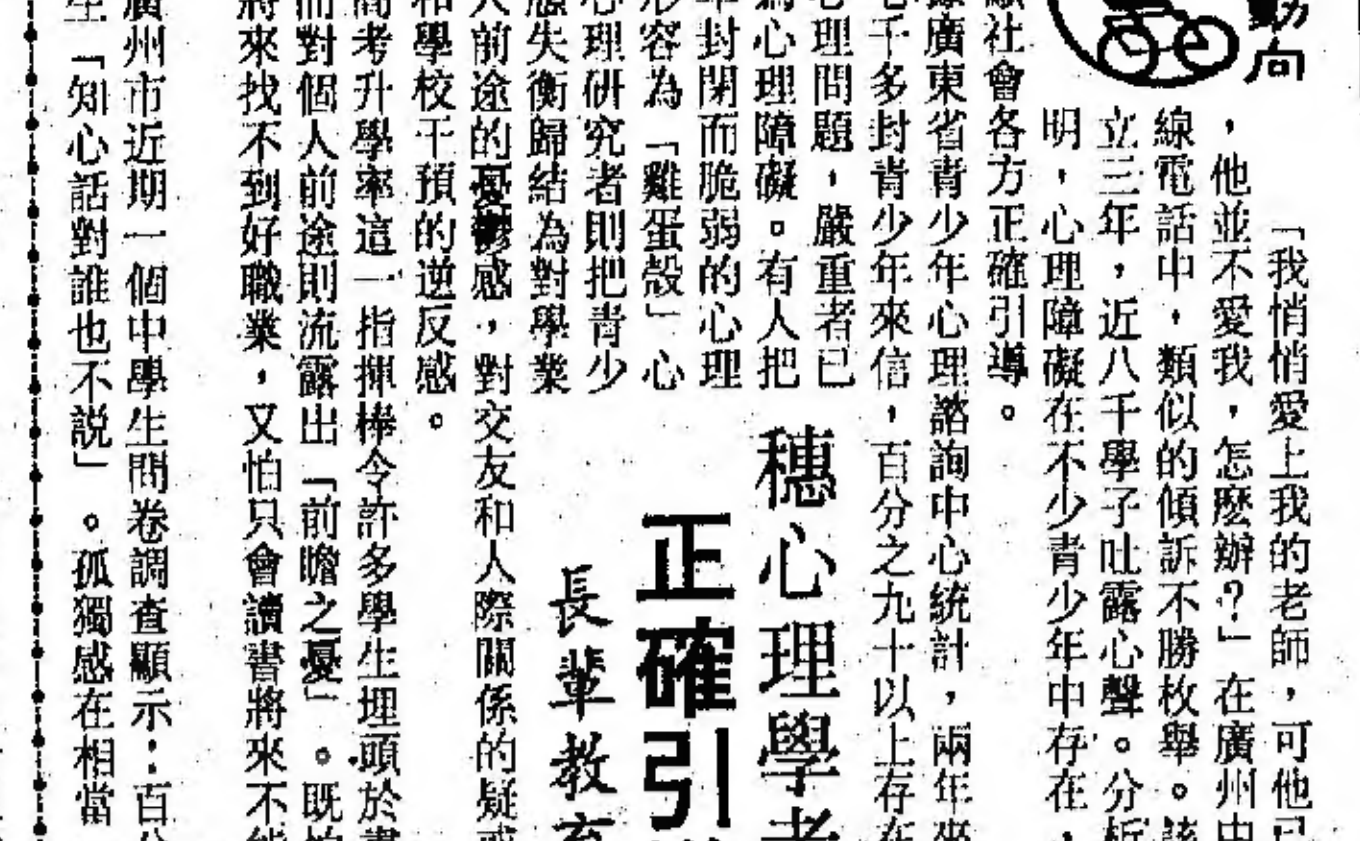 動向
「我悄悄愛上我的老師，可他已
，他並不愛我，怎麼辦？」在廣州中
線電話中，類似的傾訴不勝枚舉。該
立三年，近八千學子吐露心聲。分析
明，心理障礙在不少青少年中存在，
社會各方正確引導。
廣東省青少年心理諮詢中心統計，兩年來
千多封青少年來信，百分之九十以上存在
心理問題，嚴重者已
為心理障礙。有人把
封閉而脆弱的心理
形容為「雞蛋殼」心
心理研究者則把青少
失衡歸結為對學業
前途的憂鬱感，對交友和人際關係的疑惑
和學校干預的逆反感。
穗心理學者
正確引
長輩教育
高考升學率這一指揮棒令許多學生埋頭於書
而對個人前途則流露出「前瞻之憂」。既怕
將來找不到好職業，又怕只會讀書將來不能
廣州市近期一個中學生問卷調查顯示：百分
「知心話對誰也不說」。孤獨感在相當